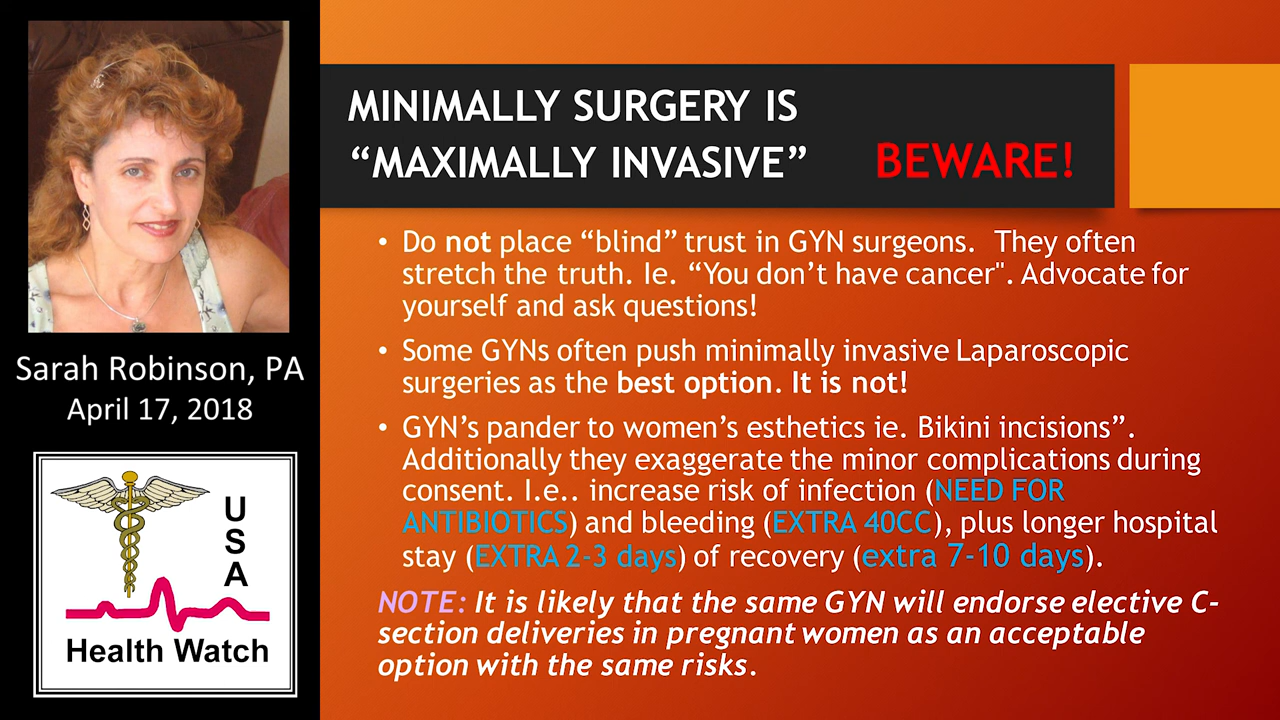 Sarah Robinson, PA
April 17, 2018
U
S
A
Health Watch
MINIMALLY SURGERY IS
“MAXIMALLY INVASIVE” BEWARE!
• Do not place “blind” trust in GYN surgeons. They often
stretch the truth. Ie. “You don’t have cancer". Advocate for
yourself and ask questions!
• Some GYNs often push minimally invasive Laparoscopic
surgeries as the best option. It is not!
• GYN’s pander to women’s esthetics ie. Bikini incisions”.
Additionally they exaggerate the minor complications during
consent. I.e.. increase risk of infection (NEED FOR
ANTIBIOTICS) and bleeding (EXTRA 40CC), plus longer hospital
stay (EXTRA 2-3 days) of recovery (extra 7-10 days).
NOTE: It is likely that the same GYN will endorse elective C-
section deliveries in pregnant women as an acceptable
option with the same risks.